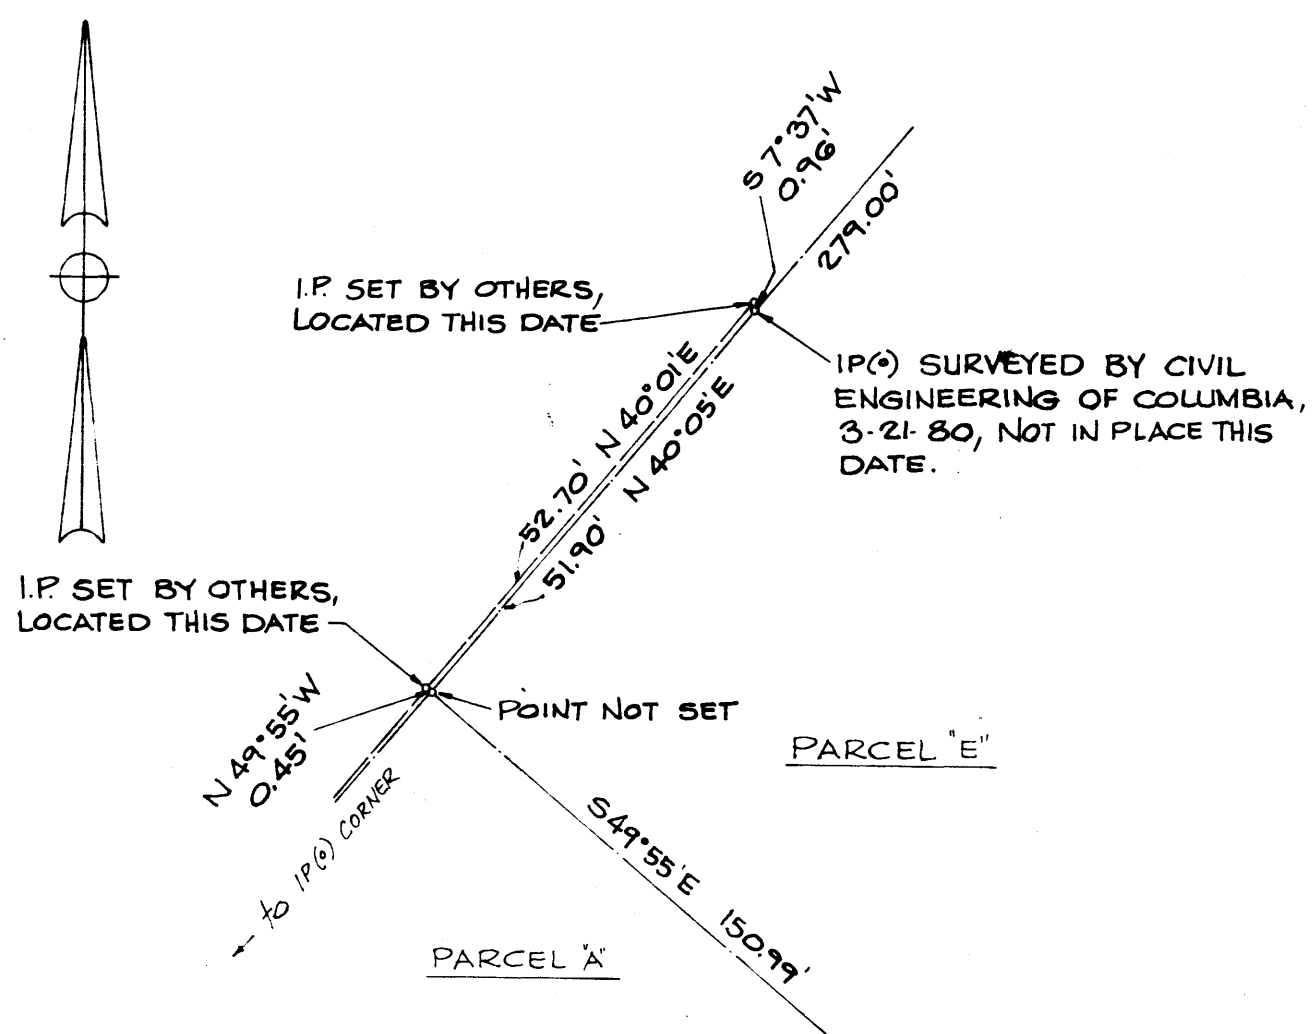 S 7°37'W
0.96'
279.00'
I.P. SET BY OTHERS,
LOCATED THIS DATE
IP(o) SURVEYED BY CIVIL
ENGINEERING OF COLUMBIA,
3-21-80, NOT IN PLACE THIS
DATE.
52.70' N 40°01'E
51.90' N 40°05'E
I.P. SET BY OTHERS,
LOCATED THIS DATE
POINT NOT SET
N 49°55'W
0.45'
TO IP(o) CORNER
PARCEL "E"
S49°55'E 150.99'
PARCEL "A"